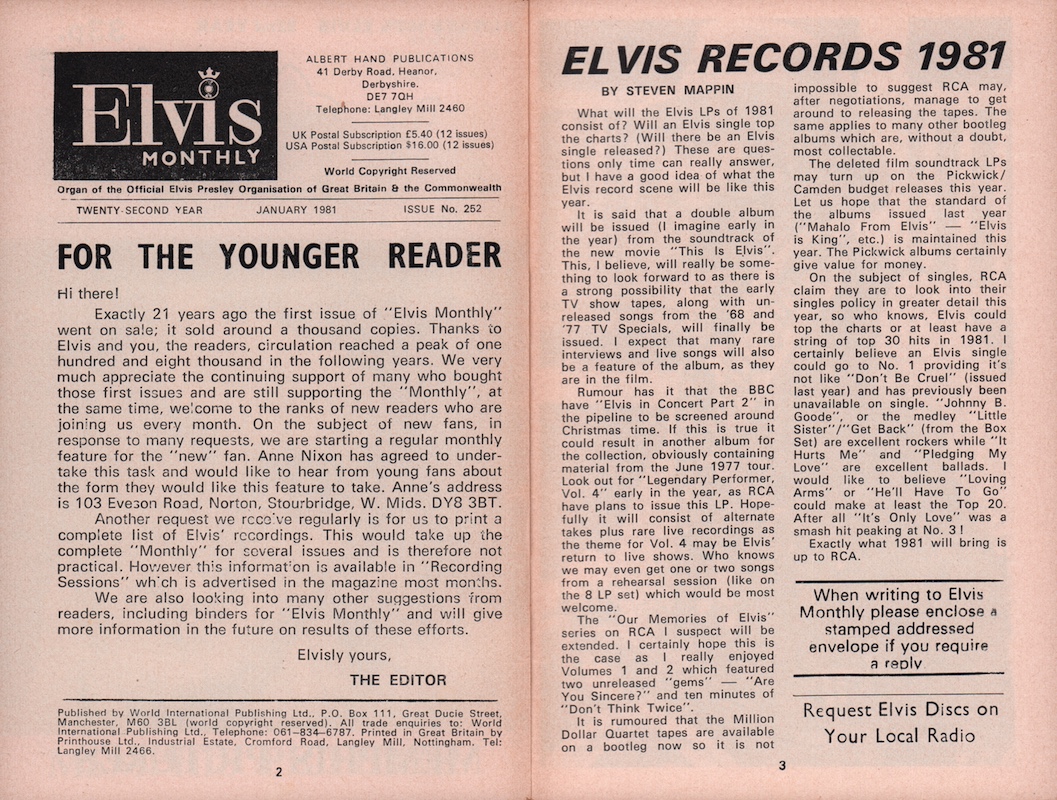 Elvis
MONTHLY
ALBERT HAND PUBLICATIONS
41 Derby Road, Heanor,
Derbyshire.
DE7 7QH
Telephone: Langley Mill 2460
UK Postal Subscription £5.40 (12 issues)
USA Postal Subscription $16.00 (12 issues)
World Copyright Reserved
Organ of the Official Elvis Presley Organisation of Great Britain & the Commonwealth
TWENTY-SECOND YEAR JANUARY 1981 ISSUE No. 252
FOR THE YOUNGER READER
Hi there!
Exactly 21 years ago the first issue of "Elvis Monthly"
went on sale; it sold around a thousand copies. Thanks to
Elvis and you, the readers, circulation reached a peak of one
hundred and eight thousand in the following years. We very
much appreciate the continuing support of many who bought
those first issues and are still supporting the "Monthly", at
the same time, welcome to the ranks of new readers who are
joining us every month. On the subject of new fans, in
response to many requests, we are starting a regular monthly
feature for the "new" fan. Anne Nixon has agreed to under-
take this task and would like to hear from young fans about
the form they would like this feature to take. Anne's address
is 103 Eveson Road, Norton, Stourbridge, W. Mids. DY8 3BT.
Another request we receive regularly is for us to print a
complete list of Elvis' recordings. This would take up the
complete "Monthly" for several issues and is therefore not
practical. However this information is available in "Recording
Sessions" which is advertised in the magazine most months.
We are also looking into many other suggestions from
readers, including binders for "Elvis Monthly" and will give
more information in the future on results of these efforts.
Elvisly yours,
THE EDITOR
Published by World International Publishing Ltd., P.O. Box 111, Great Ducie Street,
Manchester, M60 3BL (world copyright reserved). All trade enquiries to: World
International Publishing Ltd., Telephone: 061-834-6787. Printed in Great Britain by
Printhouse Ltd., Industrial Estate, Cromford Road, Langley Mill, Nottingham. Tel:
Langley Mill 2466.
2
ELVIS RECORDS 1981
BY STEVEN MAPPIN
What will the Elvis LPs of 1981
consist of? Will an Elvis single top
the charts? (Will there be an Elvis
single released?) These are ques-
tions only time can really answer,
but I have a good idea of what the
Elvis record scene will be like this
year.
It is said that a double album
will be issued (I imagine early in
the year) from the soundtrack of
the new movie "This Is Elvis".
This, I believe, will really be some-
thing to look forward to as there is
a strong possibility that the early
TV show tapes, along with un-
released songs from the '68 and
'77 TV Specials, will finally be
issued. I expect that many rare
interviews and live songs will also
be a feature of the album, as they
are in the film.
Rumour has it that the BBC
have "Elvis in Concert Part 2" in
the pipeline to be screened around
Christmas time. If this is true it
could result in another album for
the collection, obviously containing
material from the June 1977 tour.
Look out for "Legendary Performer,
Vol. 4" early in the year, as RCA
have plans to issue this LP. Hope-
fully it will consist of alternate
takes plus rare live recordings as
the theme for Vol. 4 may be Elvis'
return to live shows. Who knows
we may even get one or two songs
from a rehearsal session (like on
the 8 LP set) which would be most
welcome.
The "Our Memories of Elvis"
series on RCA I suspect will be
extended. I certainly hope this is
the case as I really enjoyed
Volumes 1 and 2 which featured
two unreleased "gems" — "Are
You Sincere?" and ten minutes of
"Don't Think Twice".
It is rumoured that the Million
Dollar Quartet tapes are available
on a bootleg now so it is not
impossible to suggest RCA may,
after negotiations, manage to get
around to releasing the tapes. The
same applies to many other bootleg
albums which are, without a doubt,
most collectable.
The deleted film soundtrack LPs
may turn up on the Pickwick/
Camden budget releases this year.
Let us hope that the standard of
the albums issued last year
("Mahalo From Elvis" — "Elvis
is King", etc.) is maintained this
year. The Pickwick albums certainly
give value for money.
On the subject of singles, RCA
claim they are to look into their
singles policy in greater detail this
year, so who knows, Elvis could
top the charts or at least have a
string of top 30 hits in 1981. I
certainly believe an Elvis single
could go to No. 1 providing it's
not like "Don't Be Cruel" (issued
last year) and has previously been
unavailable on single. "Johnny B.
Goode", or the medley "Little
Sister"/"Get Back" (from the Box
Set) are excellent rockers while "It
Hurts Me" and "Pledging My
Love" are excellent ballads. I
would like to believe "Loving
Arms" or "He'll Have To Go"
could make at least the Top 20.
After all "It's Only Love" was a
smash hit peaking at No. 3!
Exactly what 1981 will bring is
up to RCA.
When writing to Elvis
Monthly please enclose a
stamped addressed
envelope if you require
a reply
Request Elvis Discs on
Your Local Radio
3